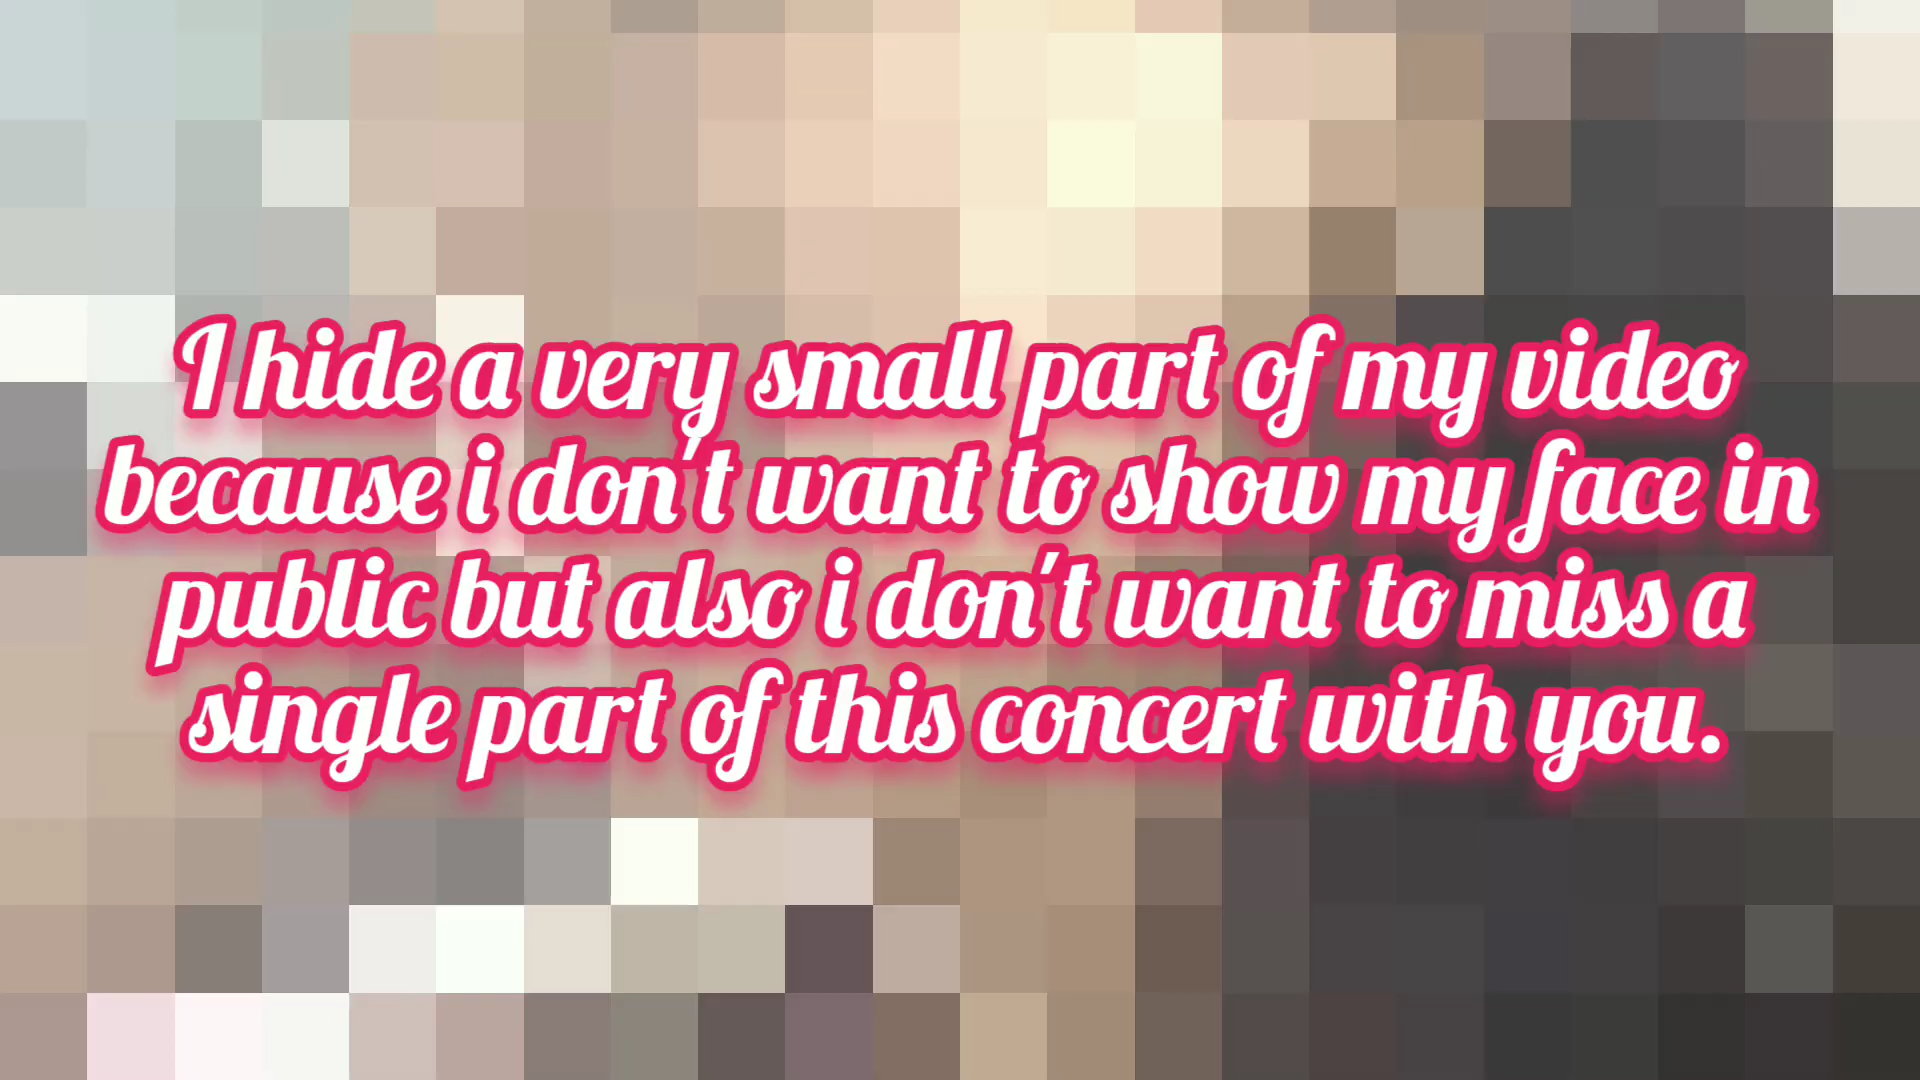 I hide a very small part of my video
because i don't want to show my face in
public but also i don't want to miss a
single part of this concert with you.